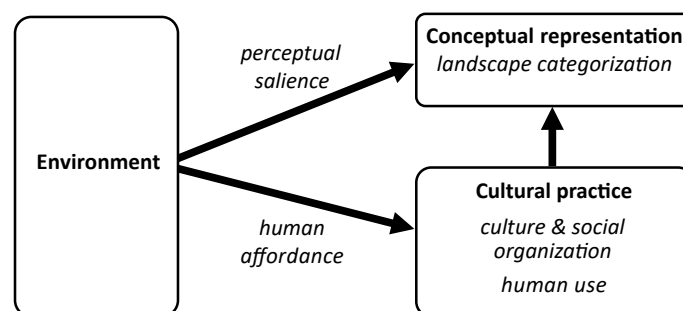 Environment
perceptual
salience
human
affordance
Conceptual representation
landscape categorization
Cultural practice
culture & social
organization
human use